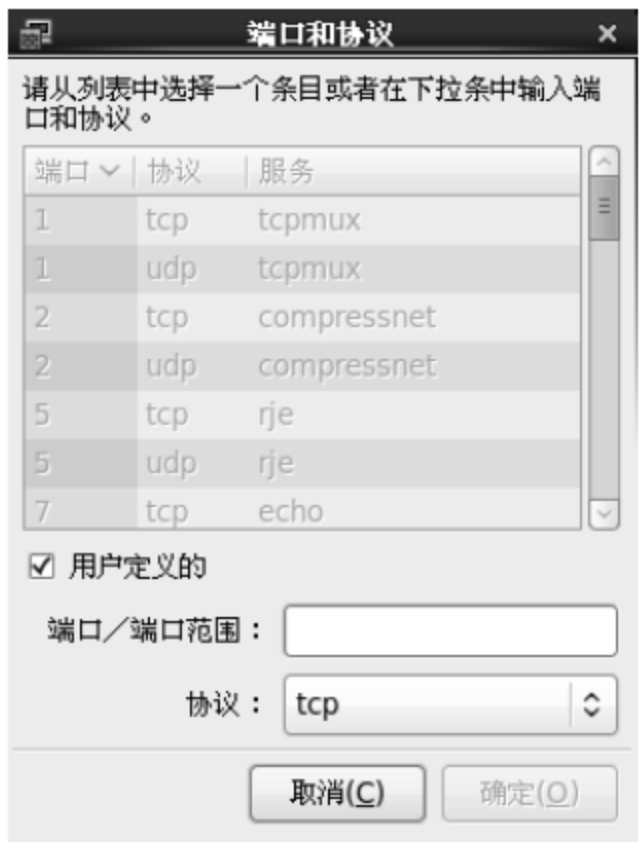 端口和协议
请从列表中选择一个条目或者在下拉条中输入端
口和协议。
端口 协议 服务
1 tcp tcpmux
1 udp tcpmux
2 tcp compressnet
2 udp compressnet
5 tcp rje
5 udp rje
7 tcp echo
用户定义的
端口／端口范围：
协议： tcp
取消(C) 确定(O)